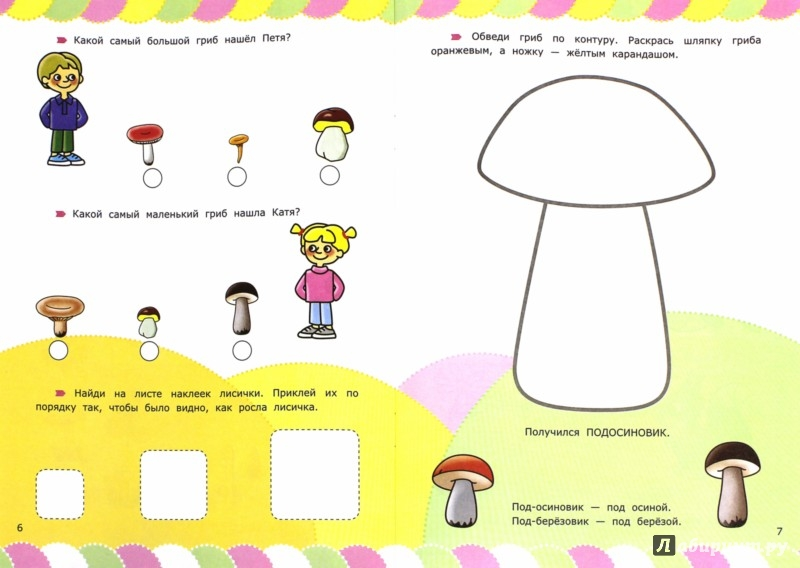 Какой самый большой гриб нашёл Петя?
Какой самый маленький гриб нашла Катя?
Найди на листе наклеек лисички. Приклей их по
порядку так, чтобы было видно, как росла лисичка.
6
Обведи гриб по контуру. Раскрась шляпку гриба
оранжевым, а ножку — жёлтым карандашом.
Получился ПОДОСИНОВИК.
Под-осиновик — под осиной.
Под-берёзовик — под берёзой.
7
Лабиринт.ру